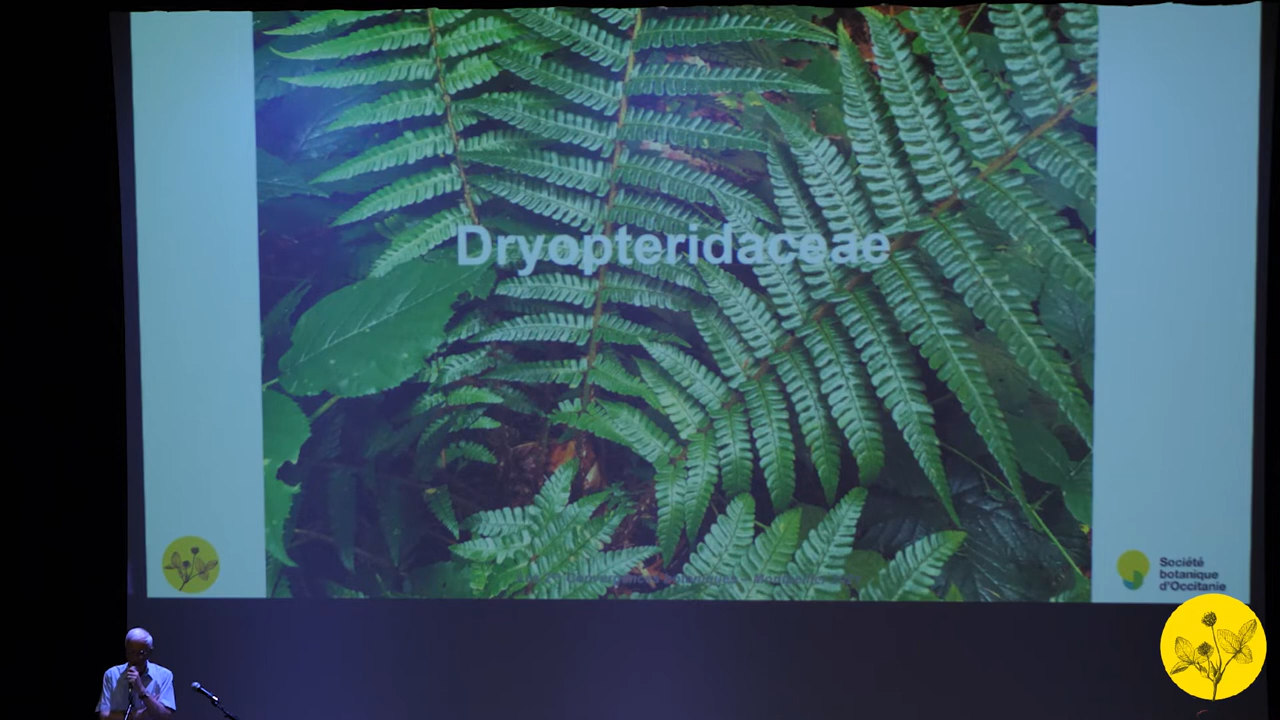 Dryopteridaceae
Société
botanique
d'Occitanie